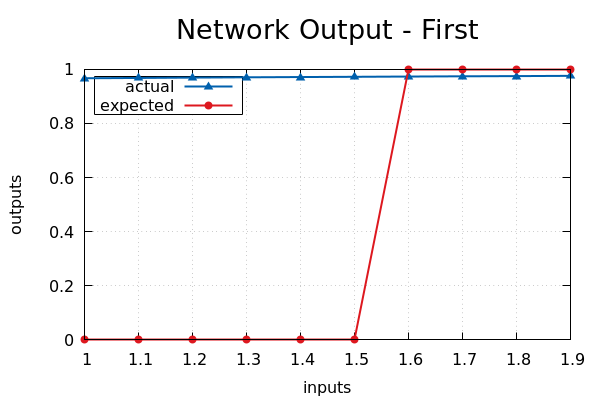 Network Output - First
actual
expected
1
0.8
0.6
0.4
0.2
0
outputs
1 1.1 1.2 1.3 1.4 1.5 1.6 1.7 1.8 1.9
inputs